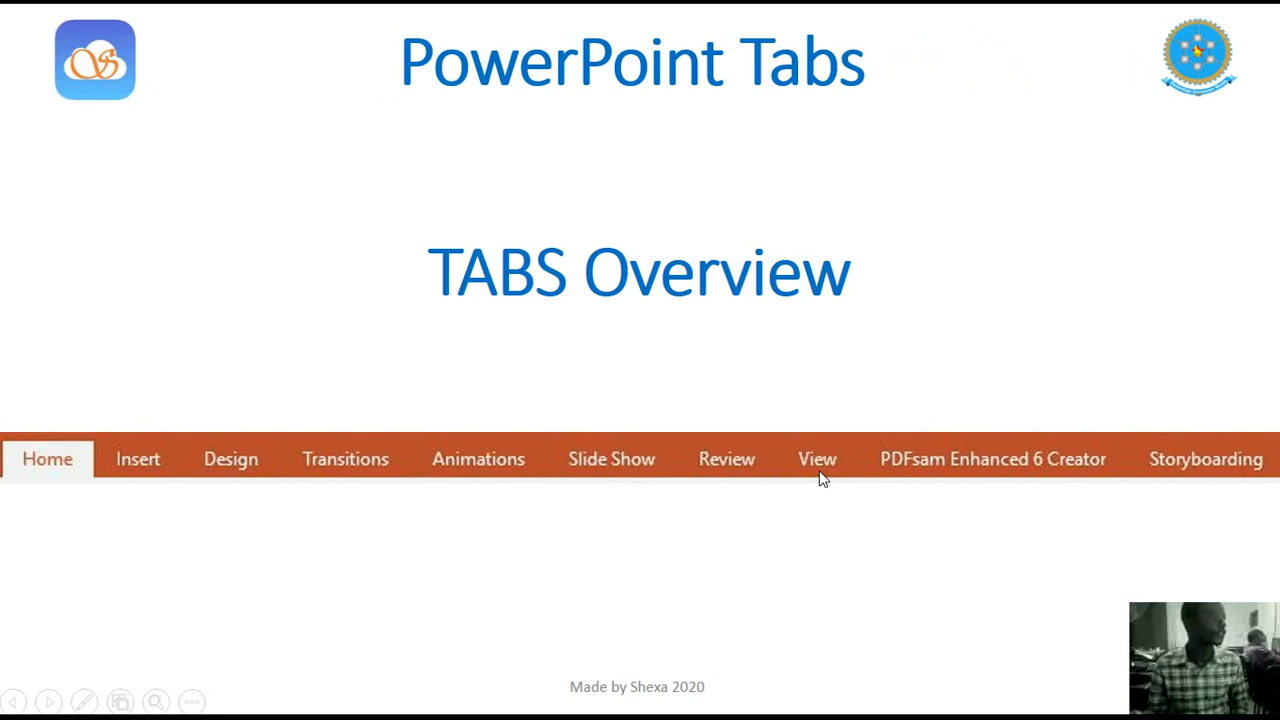 PowerPoint Tabs
TABS Overview
Home Insert Design Transitions Animations Slide Show Review View PDFsam Enhanced 6 Creator Storyboarding
Made by Shexa 2020